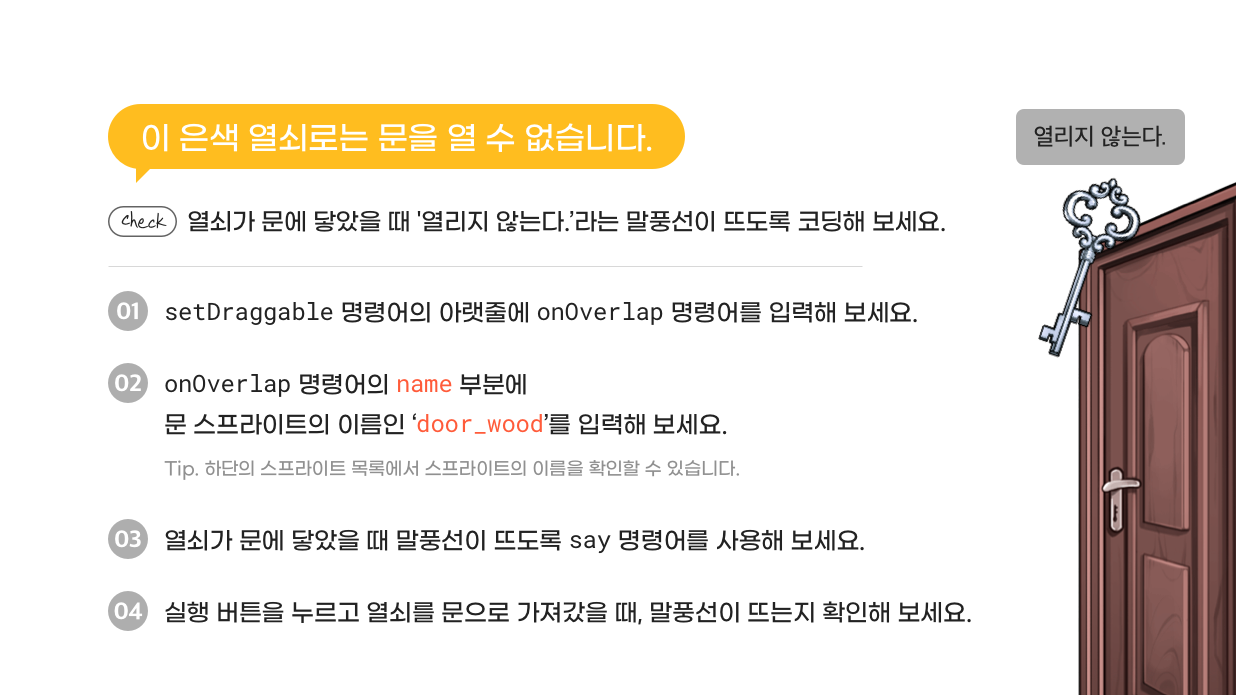 이 은색 열쇠로는 문을 열 수 없습니다.
열리지 않는다.
Check 열쇠가 문에 닿았을 때 '열리지 않는다.’라는 말풍선이 뜨도록 코딩해 보세요.
01 setDraggable 명령어의 아랫줄에 onOverlap 명령어를 입력해 보세요.
02 onOverlap 명령어의 name 부분에
문 스프라이트의 이름인 ‘door_wood’를 입력해 보세요.
Tip. 하단의 스프라이트 목록에서 스프라이트의 이름을 확인할 수 있습니다.
03 열쇠가 문에 닿았을 때 말풍선이 뜨도록 say 명령어를 사용해 보세요.
04 실행 버튼을 누르고 열쇠를 문으로 가져갔을 때, 말풍선이 뜨는지 확인해 보세요.